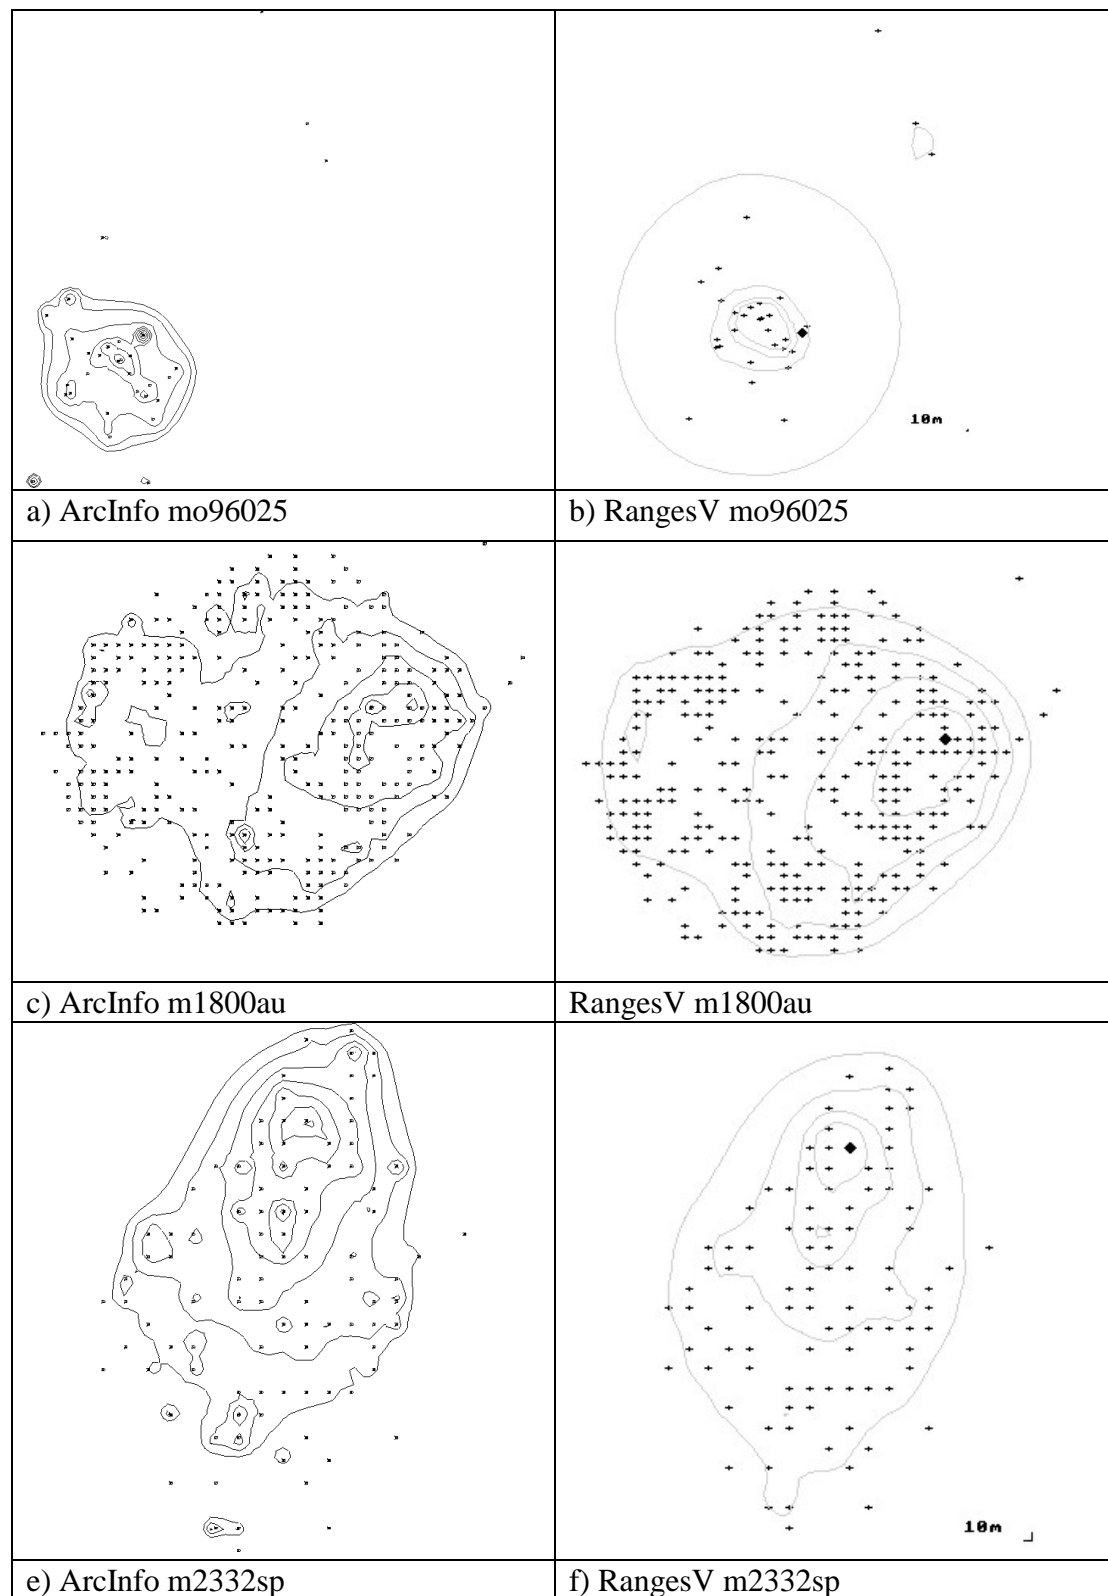 10m
a) ArcInfo mo96025
b) RangesV mo96025
c) ArcInfo m1800au
RangesV m1800au
10m
e) ArcInfo m2332sp
f) RangesV m2332sp